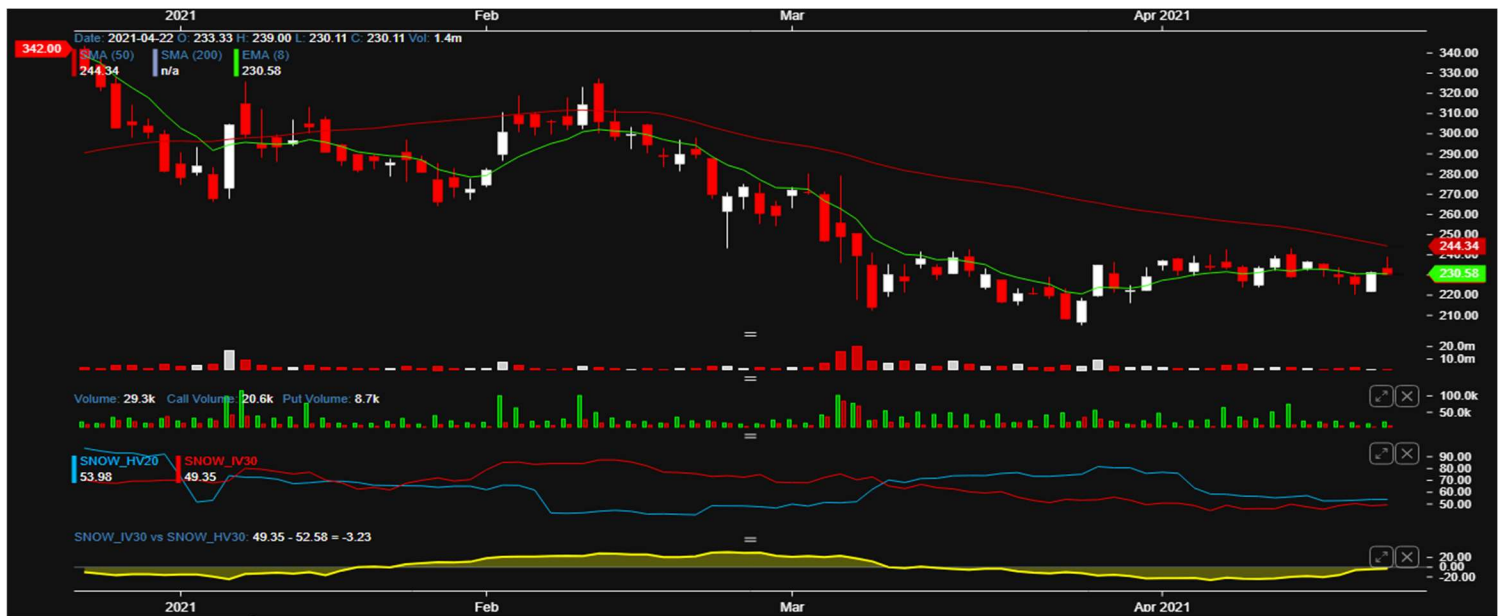 2021 Feb Mar Apr 2021
Date: 2021-04-22 O: 233.33 H: 239.00 L: 230.11 C: 230.11 Vol: 1.4m
342.00
SMA (50) SMA (200) EMA (8)
244.34 n/a 230.58
340.00
330.00
320.00
310.00
300.00
290.00
280.00
270.00
260.00
250.00
244.34
240.00
230.58
220.00
210.00
20.0m
10.0m
Volume: 29.3k Call Volume: 20.6k Put Volume: 8.7k
100.0k
50.0k
SNOW_HV20 SNOW_IV30
53.98 49.35
90.00
80.00
70.00
60.00
50.00
SNOW_IV30 vs SNOW_HV30: 49.35 - 52.58 = -3.23
20.00
0.00
-20.00
2021 Feb Mar Apr 2021